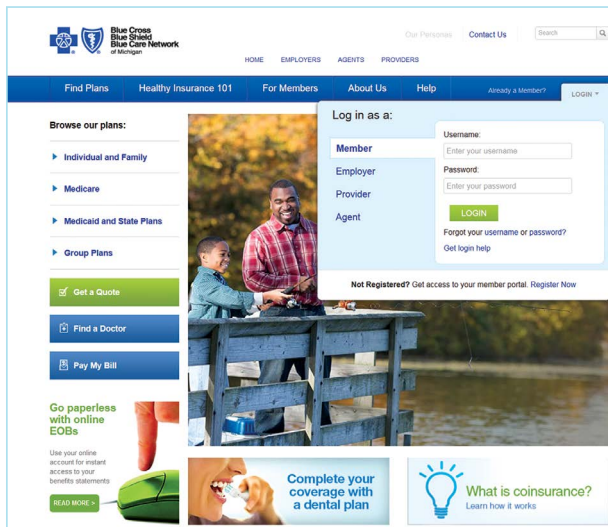 Blue Cross
Blue Shield
Blue Care Network
of Michigan
Our Personas
Contact Us
Search
HOME EMPLOYERS AGENTS PROVIDERS
Find Plans Healthy Insurance 101 For Members About Us Help Already a Member? LOGIN
Browse our plans:
Individual and Family
Medicare
Medicaid and State Plans
Group Plans
Get a Quote
Find a Doctor
Pay My Bill
Log in as a:
Member
Employer
Provider
Agent
Username:
Enter your username
Password:
Enter your password
LOGIN
Forgot your username or password?
Get login help
Not Registered? Get access to your member portal. Register Now
Go paperless
with online
EOBs
Use your online
account for instant
access to your
benefits statements
READ MORE >
Complete your
coverage with
a dental plan
What is coinsurance?
Learn how it works